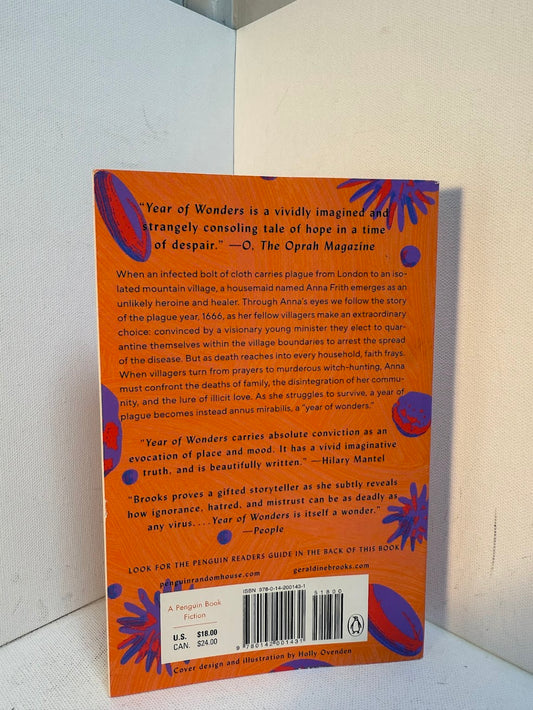 "Year of Wonders is a vividly imagined and
strangely consoling tale of hope in a time
of despair." —O, The Oprah Magazine
When an infected bolt of cloth carries plague from London to an iso-
lated mountain village, a housemaid named Anna Frith emerges as an
unlikely heroine and healer. Through Anna's eyes we follow the story
of the plague year, 1666, as her fellow villagers make an extraordinary
choice: convinced by a visionary young minister they elect to quar-
antine themselves within the village boundaries to arrest the spread
of the disease. But as death reaches into every household, faith frays.
When villagers turn from prayers to murderous witch-hunting, Anna
must confront the deaths of family, the disintegration of her commu-
nity, and the lure of illicit love. As she struggles to survive, a year of
plague becomes instead annus mirabilis, a "year of wonders."
"Year of Wonders carries absolute conviction as an
evocation of place and mood. It has a vivid imaginative
truth, and is beautifully written." —Hilary Mantel
"Brooks proves a gifted storyteller as she subtly reveals
how ignorance, hatred, and mistrust can be as deadly as
any virus. . . . Year of Wonders is itself a wonder."
—People
LOOK FOR THE PENGUIN READERS GUIDE IN THE BACK OF THIS BOOK
penguinrandomhouse.com geraldinebrooks.com
A Penguin Book
Fiction
U.S. $18.00
CAN. $24.00
ISBN 978-0-14-200143-1
51800
9 780142 001431
Cover design and illustration by Holly Ovenden